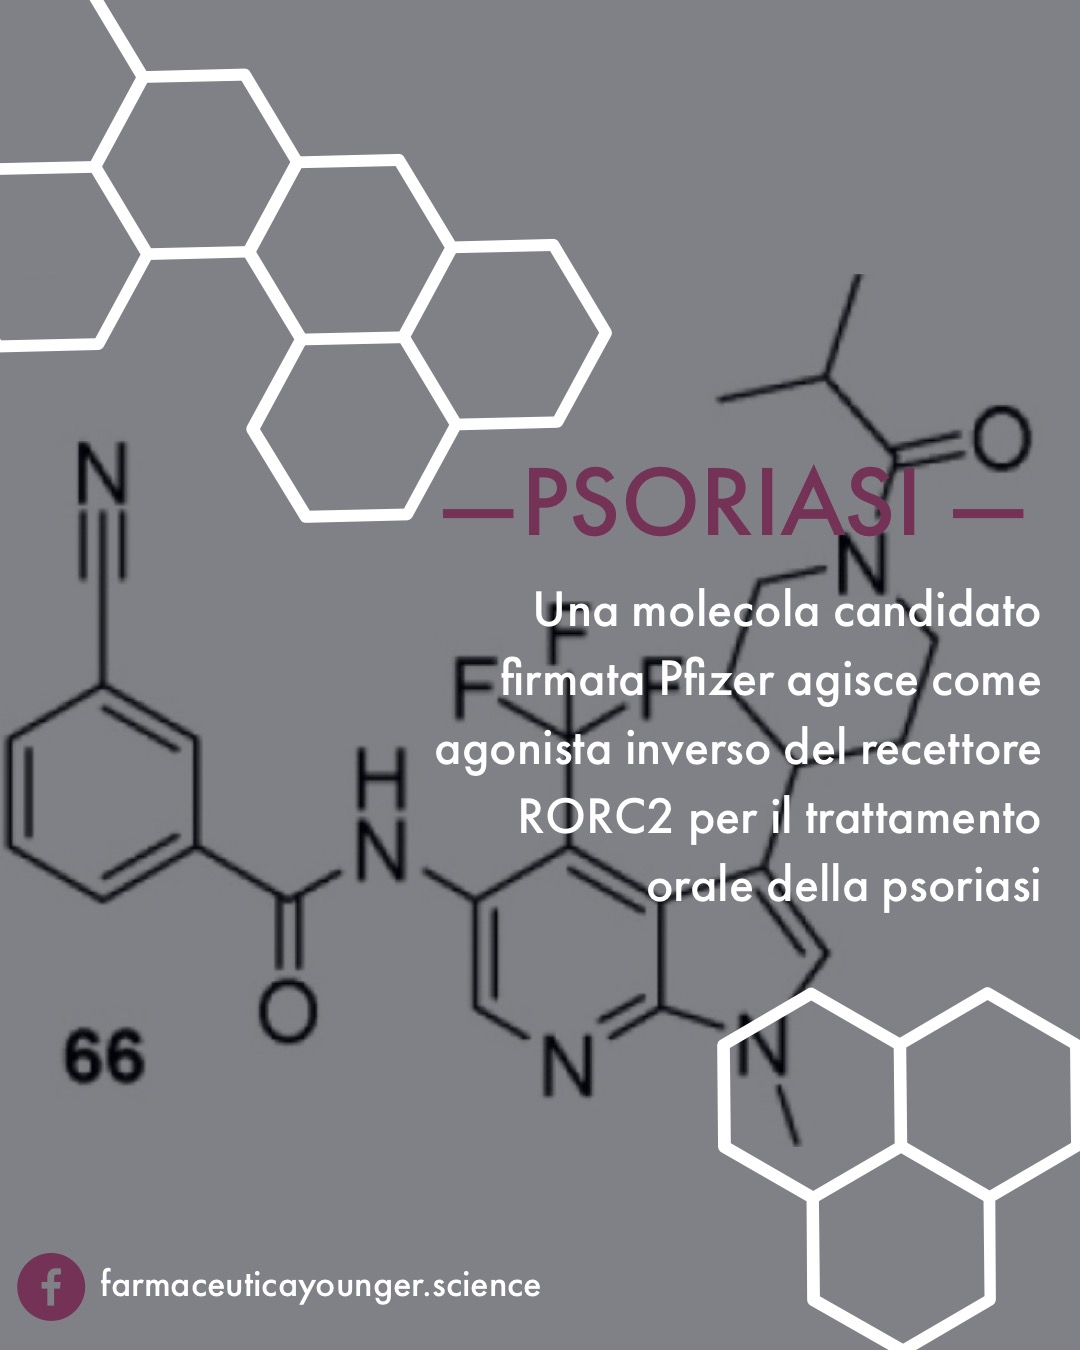 —PSORIASI —
Una molecola candidato
firmata Pfizer agisce come
agonista inverso del recettore
RORC2 per il trattamento
orale della psoriasi
N
O
N
F
F
F
H
N
O
N
N
66
farmaceuticayounger.science